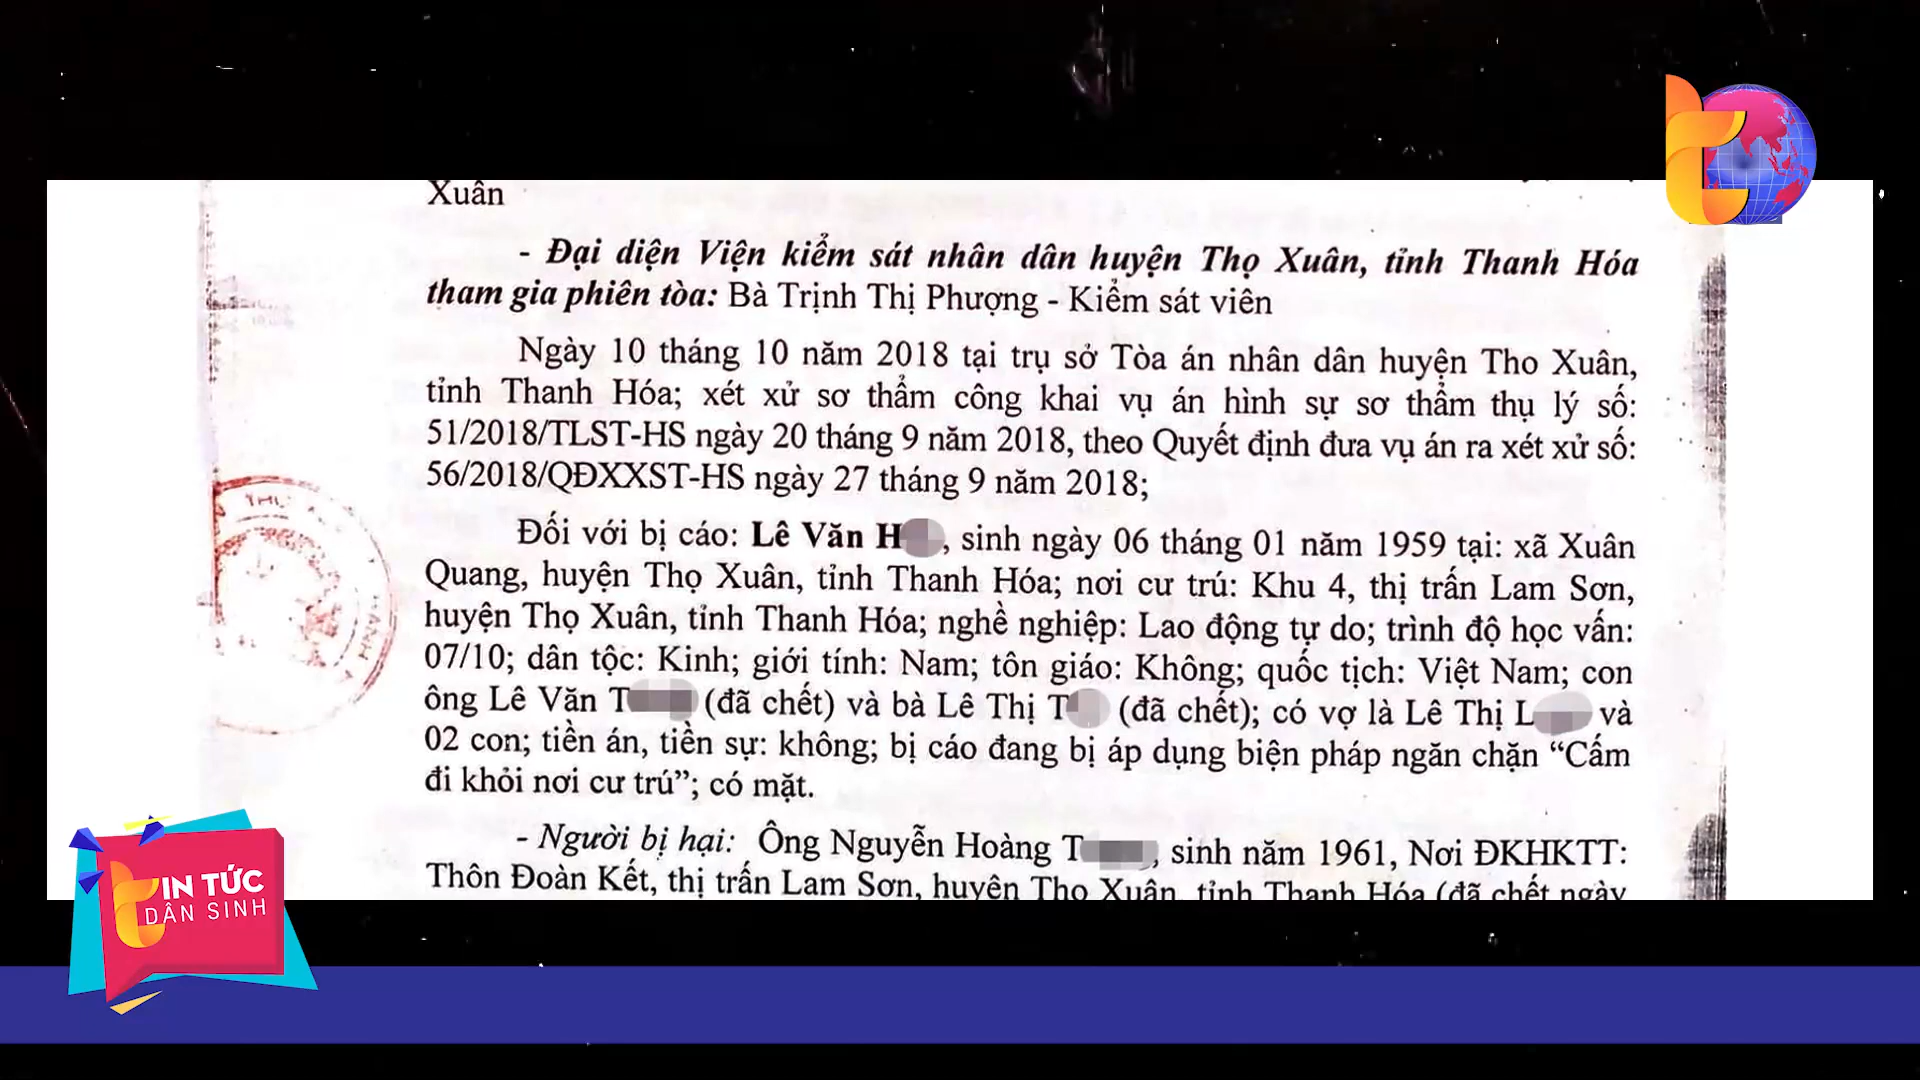 Xuân
- Đại diện Viện kiểm sát nhân dân huyện Thọ Xuân, tỉnh Thanh Hóa
tham gia phiên tòa: Bà Trịnh Thị Phượng - Kiểm sát viên
Ngày 10 tháng 10 năm 2018 tại trụ sở Tòa án nhân dân huyện Thọ Xuân,
tỉnh Thanh Hóa; xét xử sơ thẩm công khai vụ án hình sự sơ thẩm thụ lý số:
51/2018/TLST-HS ngày 20 tháng 9 năm 2018, theo Quyết định đưa vụ án ra xét xử số:
56/2018/QĐXXST-HS ngày 27 tháng 9 năm 2018;
Đối với bị cáo: Lê Văn H, sinh ngày 06 tháng 01 năm 1959 tại: xã Xuân
Quang, huyện Thọ Xuân, tỉnh Thanh Hóa; nơi cư trú: Khu 4, thị trấn Lam Sơn,
huyện Thọ Xuân, tỉnh Thanh Hóa; nghề nghiệp: Lao động tự do; trình độ học vấn:
07/10; dân tộc: Kinh; giới tính: Nam; tôn giáo: Không; quốc tịch: Việt Nam; con
ông Lê Văn T (đã chết) và bà Lê Thị T (đã chết); có vợ là Lê Thị L và
02 con; tiền án, tiền sự: không; bị cáo đang bị áp dụng biện pháp ngăn chặn “Cấm
đi khỏi nơi cư trú”; có mặt.
- Người bị hại: Ông Nguyễn Hoàng T, sinh năm 1961, Nơi ĐKHKTT:
Thôn Đoàn Kết, thị trấn Lam Sơn, huyện Thọ Xuân, tỉnh Thanh Hóa (đã chết ngày
TIN TỨC
DÂN SINH